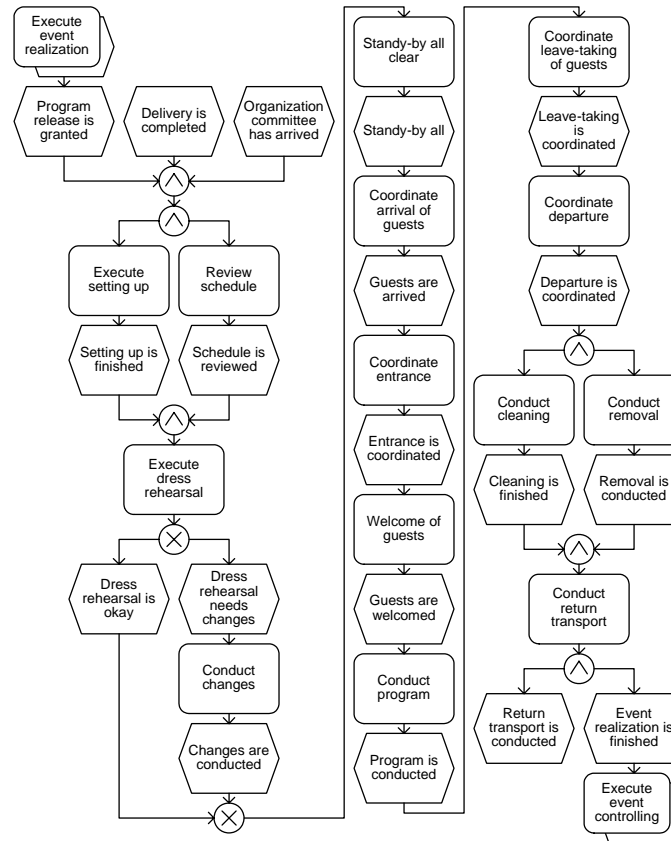 Execute
event
realization
Program
release is
granted
Delivery is
completed
Organization
committee
has arrived
Execute
setting up
Review
schedule
Setting up is
finished
Schedule is
reviewed
Execute
dress
rehearsal
Dress
rehearsal is
okay
Dress
rehearsal
needs
changes
Conduct
changes
Changes are
conducted
Standy-by all
clear
Standy-by all
Coordinate
arrival of
guests
Guests are
arrived
Coordinate
entrance
Entrance is
coordinated
Welcome of
guests
Guests are
welcomed
Conduct
program
Program is
conducted
Coordinate
leave-taking
of guests
Leave-taking
is
coordinated
Coordinate
departure
Departure is
coordinated
Conduct
cleaning
Conduct
removal
Cleaning is
finished
Removal is
conducted
Conduct
return
transport
Return
transport is
conducted
Event
realization is
finished
Execute
event
controlling